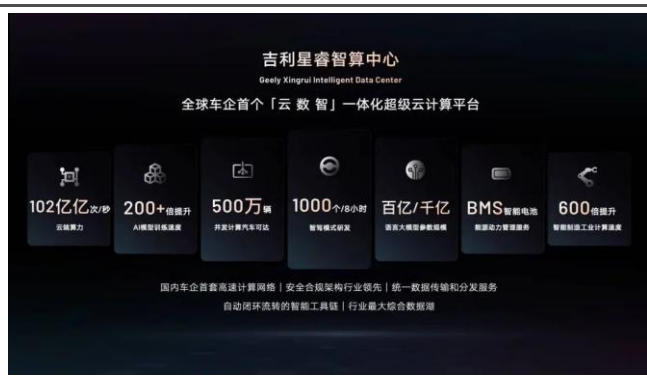 吉利星睿智算中心
Geely Xingrui Intelligent Data Center
全球车企首个「云 数 智」一体化超级云计算平台
102亿亿次/秒
云端算力
200+倍提升
AI模型训练速度
500万辆
并发计算汽车可达
1000个/8小时
智驾模式研发
百亿/千亿
语言大模型参数规模
BMS智能电池
能源动力管理服务
600倍提升
智能制造工业计算速度
国内车企首套高速计算网络 | 安全合规架构行业领先 | 统一数据传输和分发服务
自动闭环流转的智能工具链 | 行业最大综合数据湖